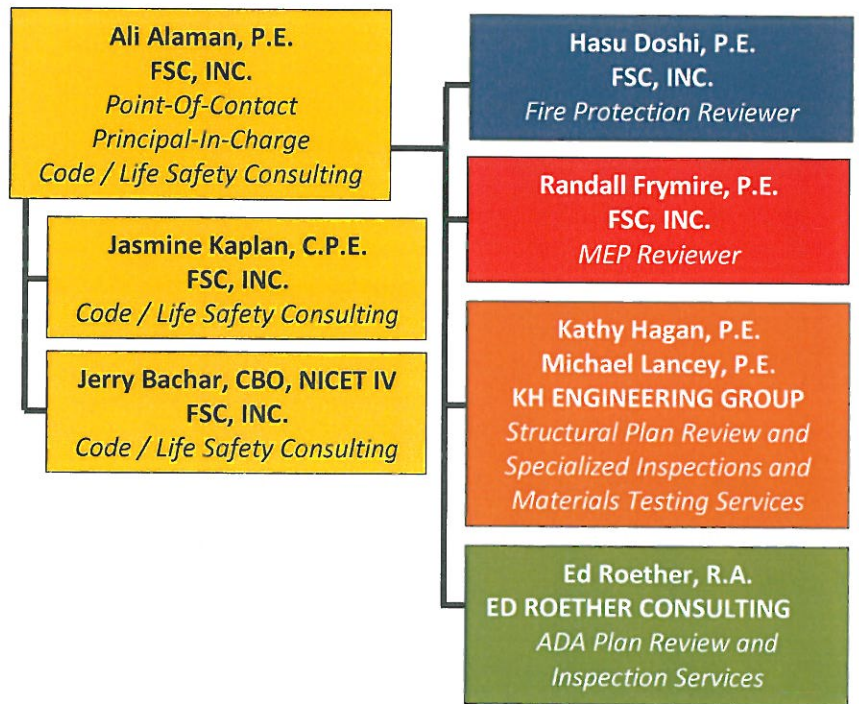 Ali Alaman, P.E.
FSC, INC.
Point-Of-Contact
Principal-In-Charge
Code / Life Safety Consulting
Jasmine Kaplan, C.P.E.
FSC, INC.
Code / Life Safety Consulting
Jerry Bachar, CBO, NICET IV
FSC, INC.
Code / Life Safety Consulting
Hasu Doshi, P.E.
FSC, INC.
Fire Protection Reviewer
Randall Frymire, P.E.
FSC, INC.
MEP Reviewer
Kathy Hagan, P.E.
Michael Lancey, P.E.
KH ENGINEERING GROUP
Structural Plan Review and
Specialized Inspections and
Materials Testing Services
Ed Roether, R.A.
ED ROETHER CONSULTING
ADA Plan Review and
Inspection Services